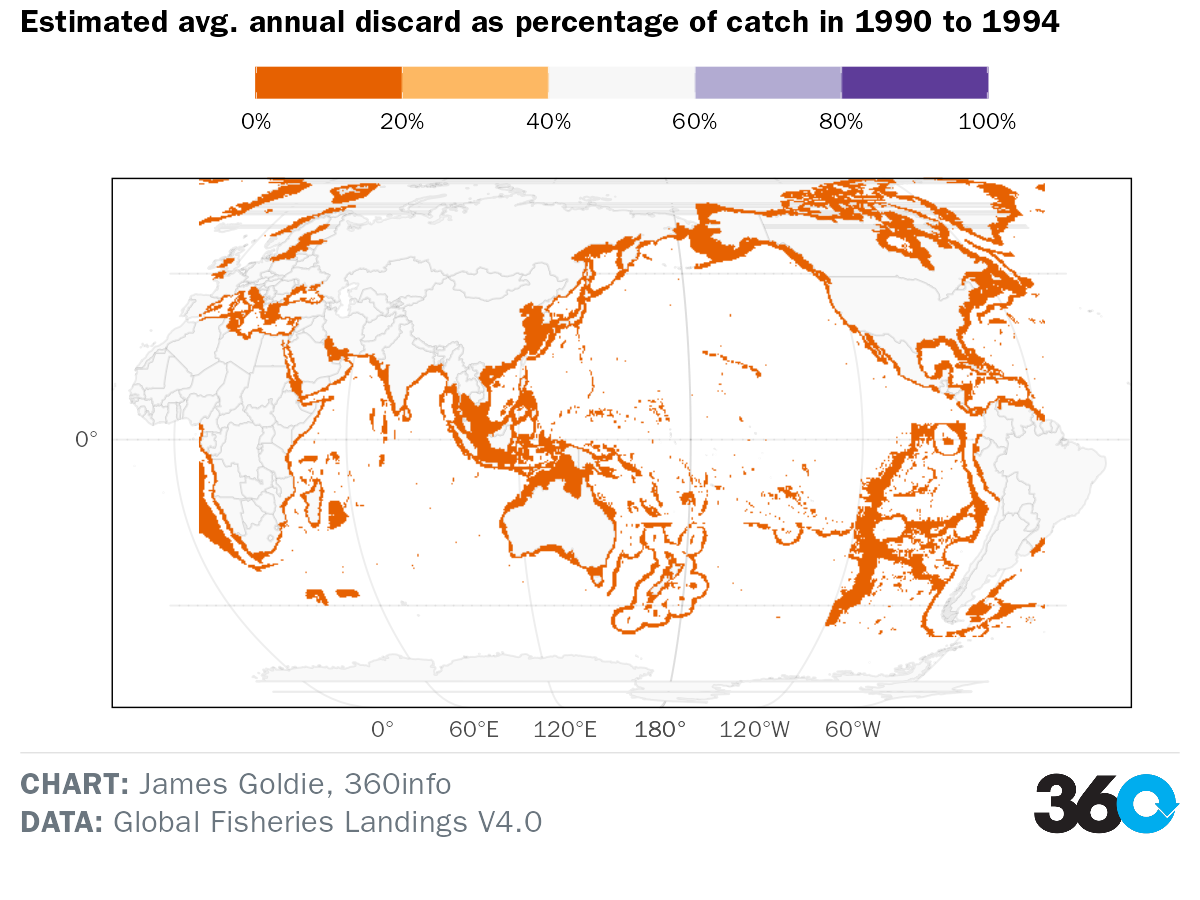 Estimated avg. annual discard as percentage of catch in 1990 to 1994
0% 20% 40% 60% 80% 100%
0°
0° 60°E 120°E 180° 120°W 60°W
CHART: James Goldie, 360info
DATA: Global Fisheries Landings V4.0
360